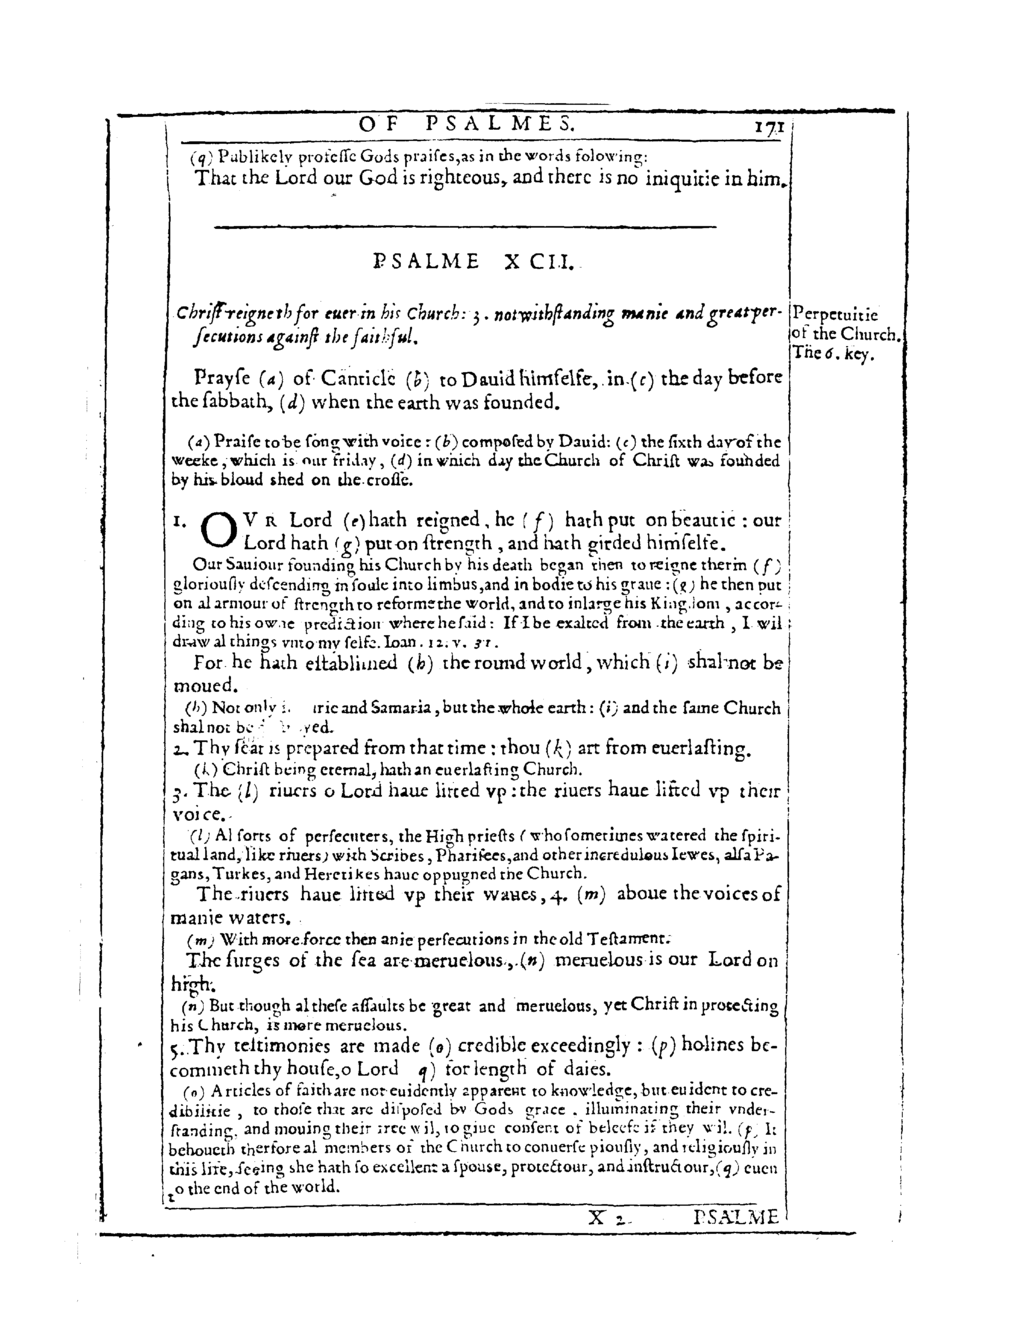 OF PSALMES. 171
(q) Publikely professe Gods praises,as in the words folowing:
That the Lord our God is righteous, and there is no iniquitie in him.
PSALME XCII.
Chriſt reigneth for euer in his Church: 3. notwithſtanding manie and great per-
ſecutions againſt the faithful.
Perpetuitie
of the Church.
The 6. key.
Prayſe (a) of Canticle (b) to Dauid himſelfe, in (c) the day before
the ſabbath, (d) when the earth was founded.
(a) Praiſe to be ſong with voice: (b) compoſed by Dauid: (c) the ſixth day of the
weeke, which is our friday, (d) in which day the Church of Chriſt was founded
by his bloud shed on the croſſe.
1. OVR Lord (e) hath reigned, he (f) hath put on beautie: our
Lord hath (g) put on ſtrength, and hath girded himſelfe.
Our Sauiour founding his Church by his death began then to reigne therin (f)
gloriouſly deſcending in ſoule into limbus,and in bodie to his graue: (g) he then put
on al armour of ſtrength to reforme the world, and to inlarge his Kingdom, accor-
ding to his owne prediction where he ſaid: If I be exalted from the earth, I wil
draw al things vnto my ſelfe. Ioan. 12. v. 31.
For he hath eſtablished (h) the round world, which (i) shal not be
moued.
(h) Not only and Samaria, but the whole earth: (i) and the ſame Church
shal not be
2. Thy ſeat is prepared from that time: thou (k) art from euerlaſting.
(k) Chriſt being eternal, hath an euerlaſting Church.
3. The (l) riuers o Lord haue lifted vp: the riuers haue lifted vp their
voice.
(l) Al ſorts of perſecuters, the High prieſts (who ſometimes watered the ſpiri-
tual land, like riuers) with Scribes, Phariſees,and other incredulous Iewes, alſa Pa-
gans, Turkes, and Heretikes haue oppugned the Church.
The riuers haue lifted vp their waues, 4. (m) aboue the voices of
manie waters.
(m) With more force then anie perſecutions in the old Teſtament.
The ſurges of the ſea are meruelous, (n) meruelous is our Lord on
high.
(n) But though al theſe aſſaults be great and meruelous, yet Chriſt in protecting
his Church, is more meruelous.
5. Thy teſtimonies are made (o) credible exceedingly: (p) holines be-
commeth thy houſe,o Lord q) for length of daies.
(o) Articles of faith are not euidently apparent to knowledge, but euident to cre-
dibilitie, to thoſe that are diſpoſed by Gods grace, illuminating their vnder-
ſtanding, and mouing their free wil, to giue conſent of beleefe if they wil. (p) It
behoueth therfore al members of the Church to conuerſe piouſly, and religiouſly in
this life, ſeeing she hath ſo excellent a ſpouse, protectour, and inſtructour,(q) euen
to the end of the world.
X 2. PSALME